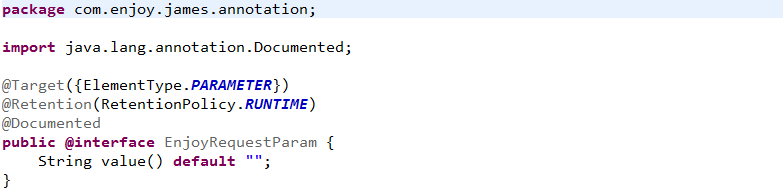 package com.enjoy.james.annotation;
import java.lang.annotation.Documented;
@Target({ElementType.PARAMETER})
@Retention(RetentionPolicy.RUNTIME)
@Documented
public @interface EnjoyRequestParam {
    String value() default "";
}